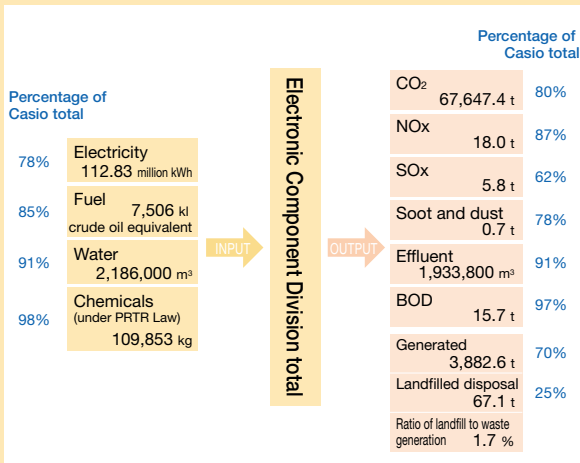 Percentage of
Casio total
78%
Electricity
112.83 million kWh
85%
Fuel
7,506 kl
crude oil equivalent
91%
Water
2,186,000 m³
98%
Chemicals
(under PRTR Law)
109,853 kg
INPUT
Electronic Component Division total
OUTPUT
Percentage of
Casio total
CO₂
67,647.4 t
80%
NOx
18.0 t
87%
SOx
5.8 t
62%
Soot and dust
0.7 t
78%
Effluent
1,933,800 m³
91%
BOD
15.7 t
97%
Generated
3,882.6 t
70%
Landfilled disposal
67.1 t
25%
Ratio of landfill to waste
generation 1.7 %